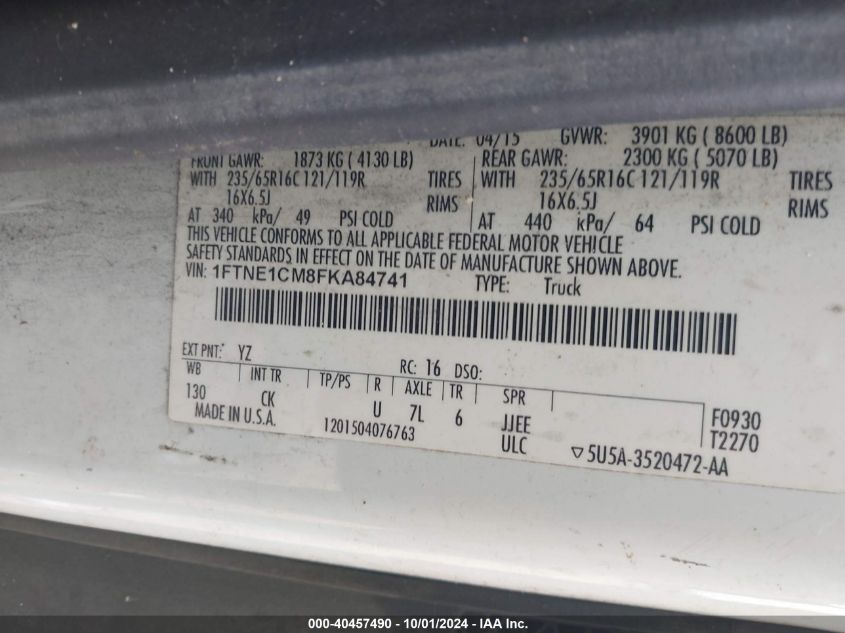 DATE: 04/15 GVWR: 3901 KG ( 8600 LB)
FRONT GAWR: 1873 KG ( 4130 LB) REAR GAWR: 2300 KG ( 5070 LB)
WITH 235/65R16C 121/119R TIRES WITH 235/65R16C 121/119R TIRES
16X6.5J RIMS 16X6.5J RIMS
AT 340 kPa/ 49 PSI COLD AT 440 kPa/ 64 PSI COLD
THIS VEHICLE CONFORMS TO ALL APPLICABLE FEDERAL MOTOR VEHICLE
SAFETY STANDARDS IN EFFECT ON THE DATE OF MANUFACTURE SHOWN ABOVE.
VIN: 1FTNE1CM8FKA84741 TYPE: Truck
EXT PNT: YZ RC: 16 DSO:
WB INT TR TP/PS R AXLE TR SPR
130 CK U 7L 6 JJEE F0930
MADE IN U.S.A. 1201504076763 ULC T2270
▽ 5U5A-3520472-AA
000-40457490 - 10/01/2024 - IAA Inc.